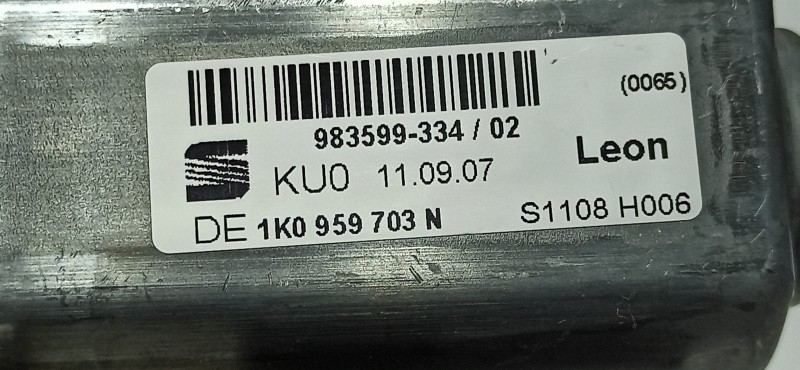 (0065)
983599-334 / 02
Leon
KU0 11.09.07
DE 1K0 959 703 N
S1108 H006